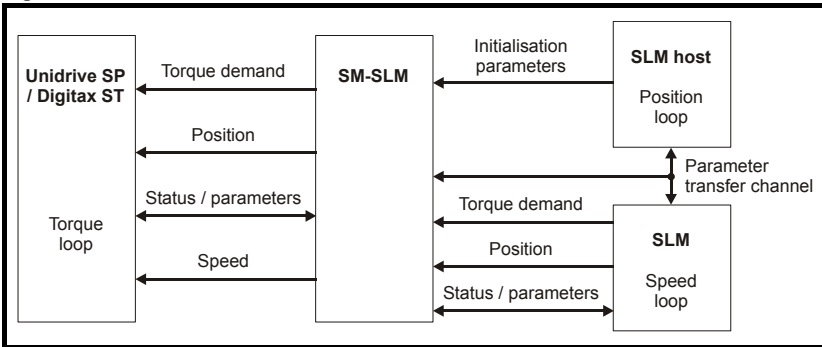 Unidrive SP
/ Digitax ST
Torque
loop
Torque demand
Position
Status / parameters
Speed
SM-SLM
Initialisation
parameters
SLM host
Position
loop
Parameter
transfer channel
Torque demand
Position
Status / parameters
SLM
Speed
loop